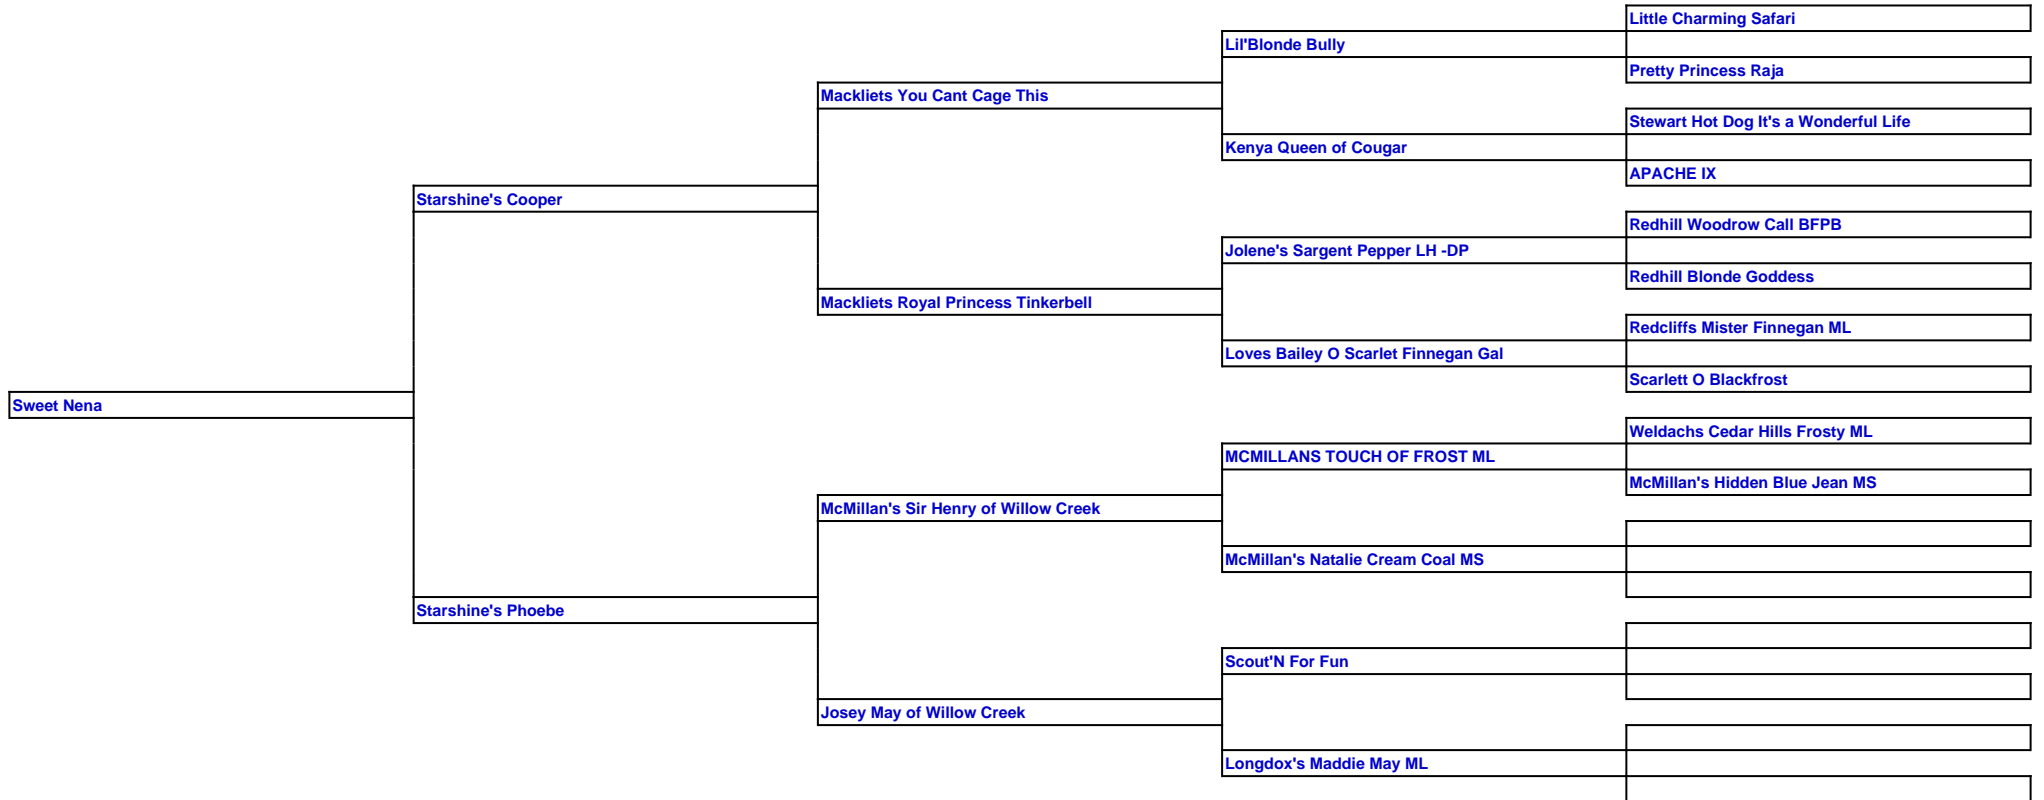 Little Charming Safari
Lil'Blonde Bully
Pretty Princess Raja
Mackliets You Cant Cage This
Stewart Hot Dog It's a Wonderful Life
Kenya Queen of Cougar
APACHE IX
Starshine's Cooper
Redhill Woodrow Call BFPB
Jolene's Sargent Pepper LH -DP
Redhill Blonde Goddess
Mackliets Royal Princess Tinkerbell
Redcliffs Mister Finnegan ML
Loves Bailey O Scarlet Finnegan Gal
Scarlett O Blackfrost
Sweet Nena
Weldachs Cedar Hills Frosty ML
MCMILLANS TOUCH OF FROST ML
McMillan's Hidden Blue Jean MS
McMillan's Sir Henry of Willow Creek
McMillan's Natalie Cream Coal MS
Starshine's Phoebe
Scout'N For Fun
Josey May of Willow Creek
Longdox's Maddie May ML